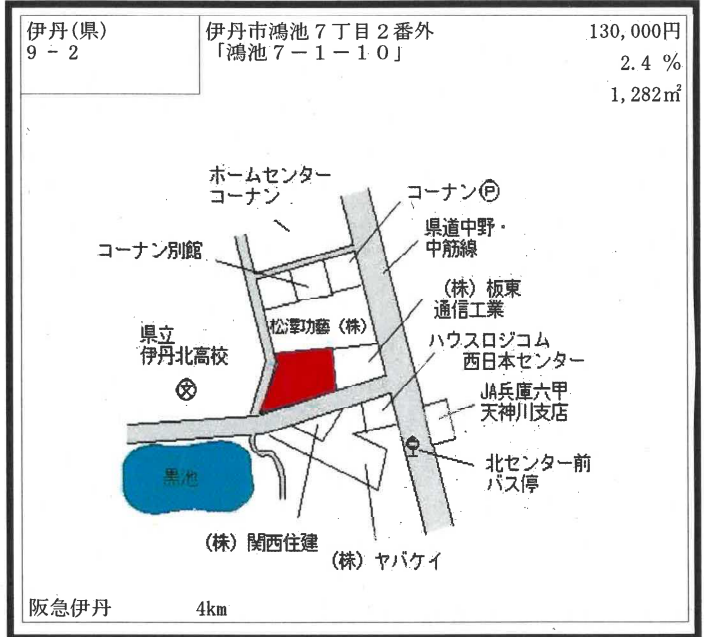 伊丹(県)
9 - 2
伊丹市鴻池７丁目２番外
「鴻池７－１－１０」
130,000円
2.4 %
1,282㎡
ホームセンター
コーナン
コーナンⓅ
県道中野・
中筋線
コーナン別館
(株) 板東
通信工業
松澤功藝 (株)
ハウスロジコム
西日本センター
県立
伊丹北高校
文
JA兵庫六甲
天神川支店
北センター前
バス停
黒池
(株) 関西住建
(株) ヤバケイ
阪急伊丹
4km